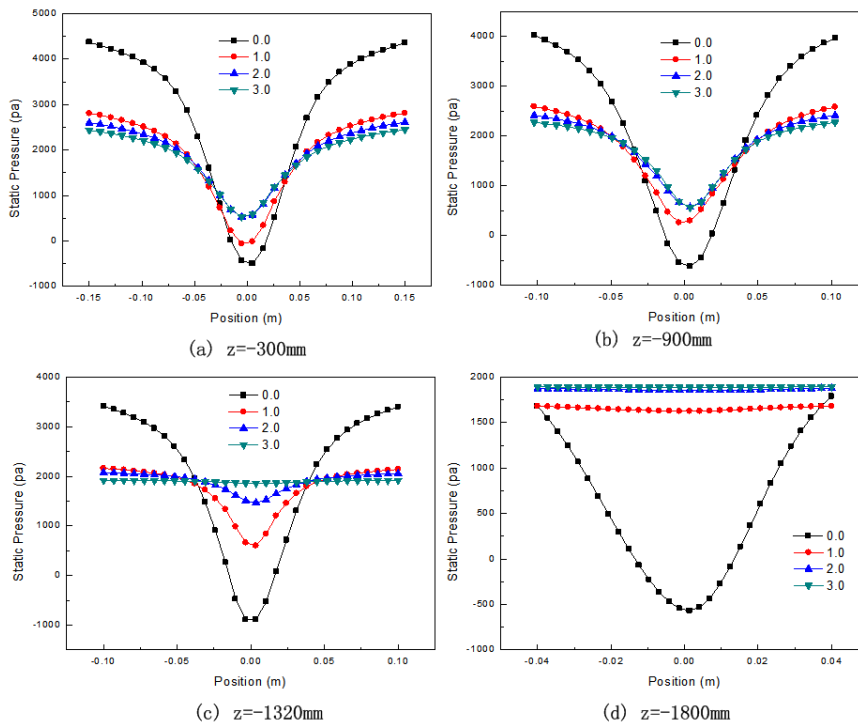 5000
4000
3000
2000
1000
0
-1000
Static Pressure (pa)
0.0
1.0
2.0
3.0
-0.15 -0.10 -0.05 0.00 0.05 0.10 0.15
Position (m)
(a) z=-300mm
5000
4000
3000
2000
1000
0
-1000
Static Pressure (pa)
0.0
1.0
2.0
3.0
-0.10 -0.05 0.00 0.05 0.10
Position (m)
(b) z=-900mm
4000
3000
2000
1000
0
-1000
Static Pressure (pa)
0.0
1.0
2.0
3.0
-0.10 -0.05 0.00 0.05 0.10
Position (m)
(c) z=-1320mm
2000
1500
1000
500
0
-500
-1000
Static Pressure (pa)
0.0
1.0
2.0
3.0
-0.04 -0.02 0.00 0.02 0.04
Position (m)
(d) z=-1800mm